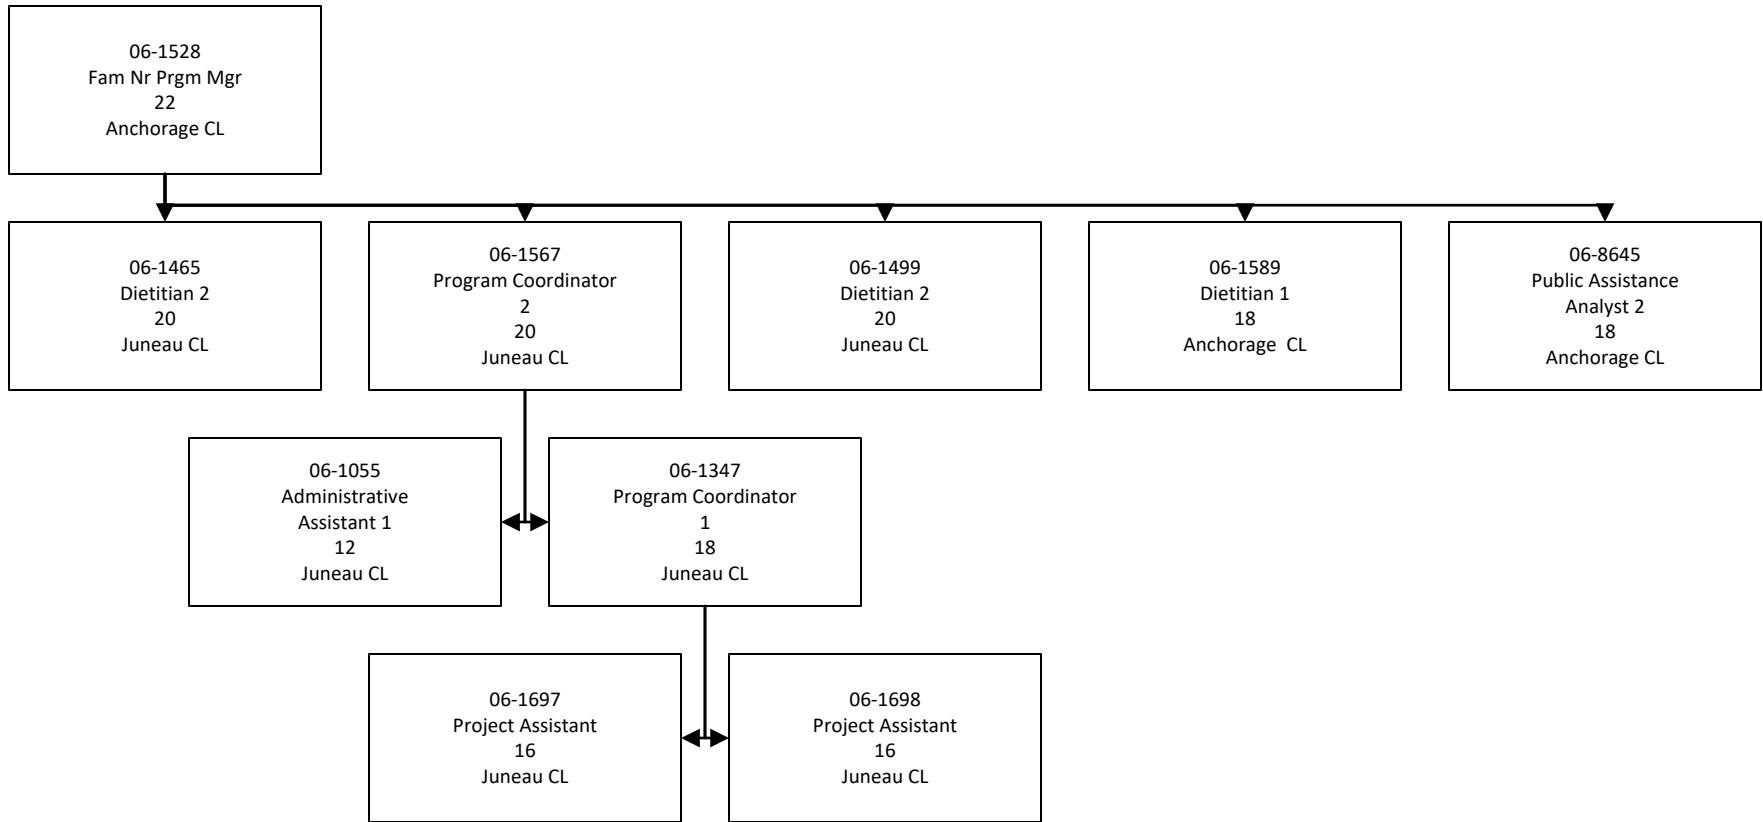 06-1528
Fam Nr Prgm Mgr
22
Anchorage CL
06-1465
Dietitian 2
20
Juneau CL
06-1567
Program Coordinator
2
20
Juneau CL
06-1499
Dietitian 2
20
Juneau CL
06-1589
Dietitian 1
18
Anchorage  CL
06-8645
Public Assistance
Analyst 2
18
Anchorage CL
06-1055
Administrative
Assistant 1
12
Juneau CL
06-1347
Program Coordinator
1
18
Juneau CL
06-1697
Project Assistant
16
Juneau CL
06-1698
Project Assistant
16
Juneau CL